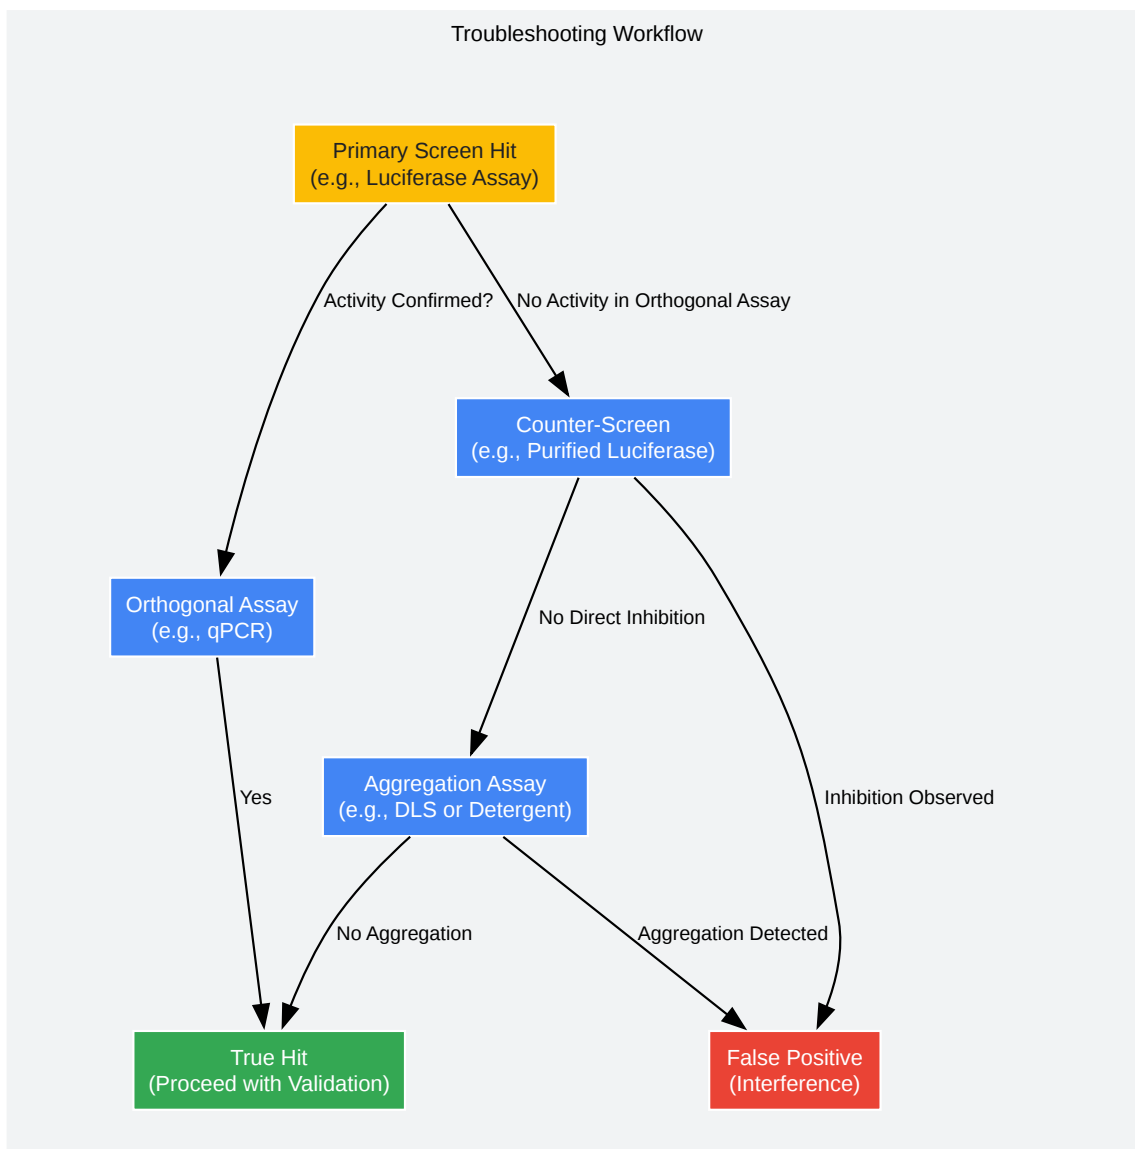 Troubleshooting Workflow
Primary Screen Hit
(e.g., Luciferase Assay)
Activity Confirmed?
No Activity in Orthogonal Assay
Counter-Screen
(e.g., Purified Luciferase)
Orthogonal Assay
(e.g., qPCR)
No Direct Inhibition
Aggregation Assay
(e.g., DLS or Detergent)
Yes
Inhibition Observed
No Aggregation
Aggregation Detected
True Hit
(Proceed with Validation)
False Positive
(Interference)